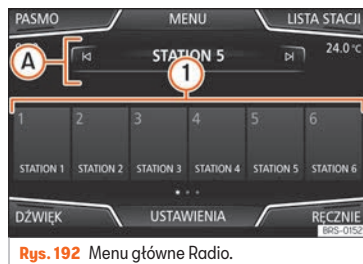 PASMO MENU LISTA STACJI
A STATION 5 24.0 °C
1
1 2 3 4 5 6
STATION 1 STATION 2 STATION 3 STATION 4 STATION 5 STATION 6
DŹWIĘK USTAWIENIA RĘCZNIE
BRS-0152
Rys. 192 Menu główne Radio.